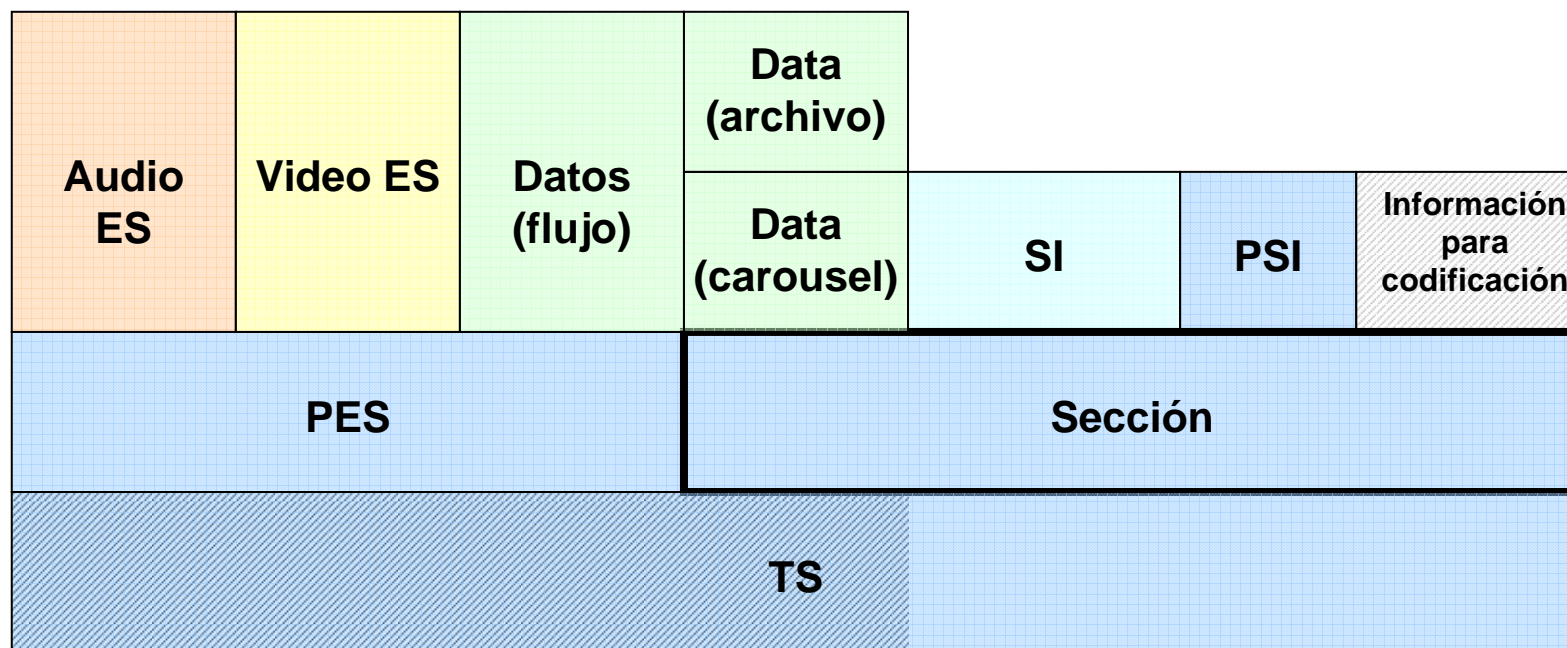 Audio
ES
Video ES
Datos
(flujo)
Data
(archivo)
Data
(carousel)
SI
PSI
Información
para
codificación
PES
Sección
TS